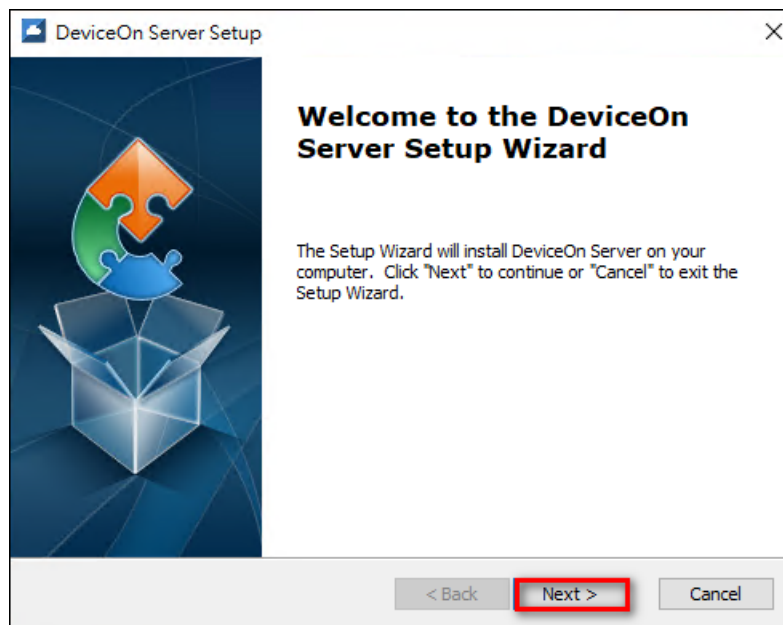 DeviceOn Server Setup
Welcome to the DeviceOn
Server Setup Wizard
The Setup Wizard will install DeviceOn Server on your
computer. Click "Next" to continue or "Cancel" to exit the
Setup Wizard.
< Back Next > Cancel